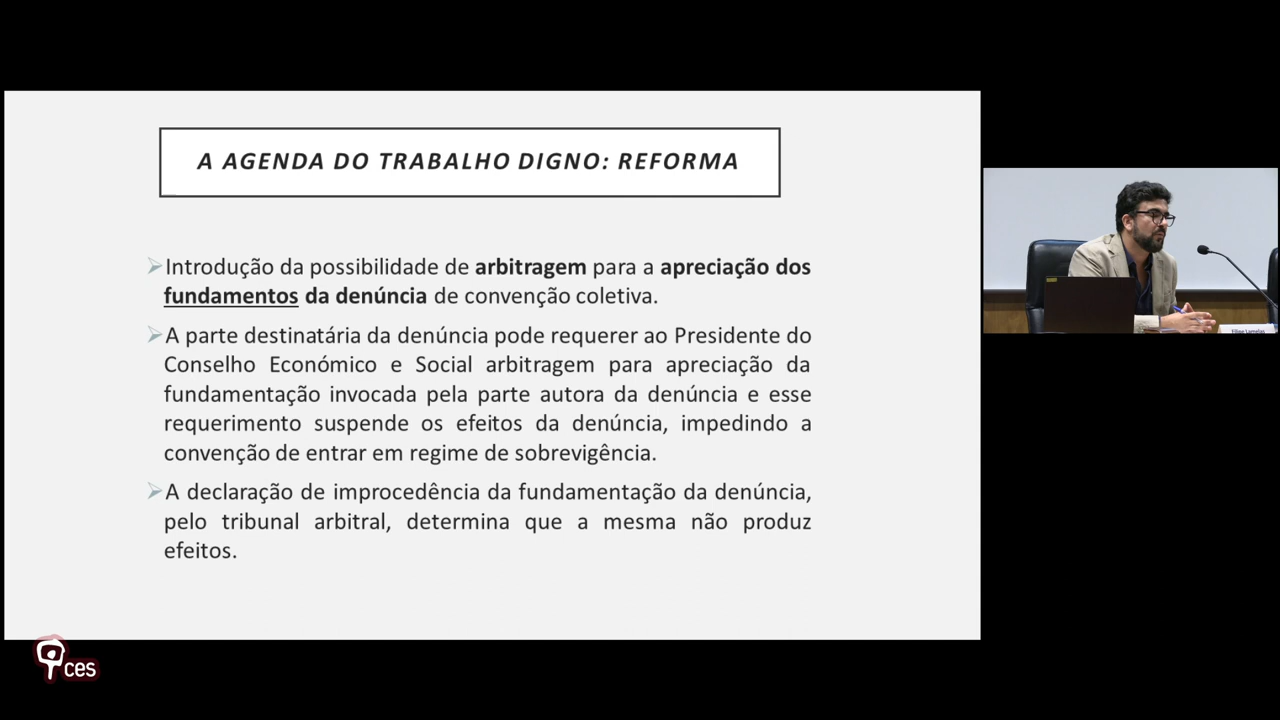 A AGENDA DO TRABALHO DIGNO: REFORMA
➢Introdução da possibilidade de arbitragem para a apreciação dos
fundamentos da denúncia de convenção coletiva.
➢A parte destinatária da denúncia pode requerer ao Presidente do
Conselho Económico e Social arbitragem para apreciação da
fundamentação invocada pela parte autora da denúncia e esse
requerimento suspende os efeitos da denúncia, impedindo a
convenção de entrar em regime de sobrevigência.
➢A declaração de improcedência da fundamentação da denúncia,
pelo tribunal arbitral, determina que a mesma não produz
efeitos.
Filipe Lamelas
ces